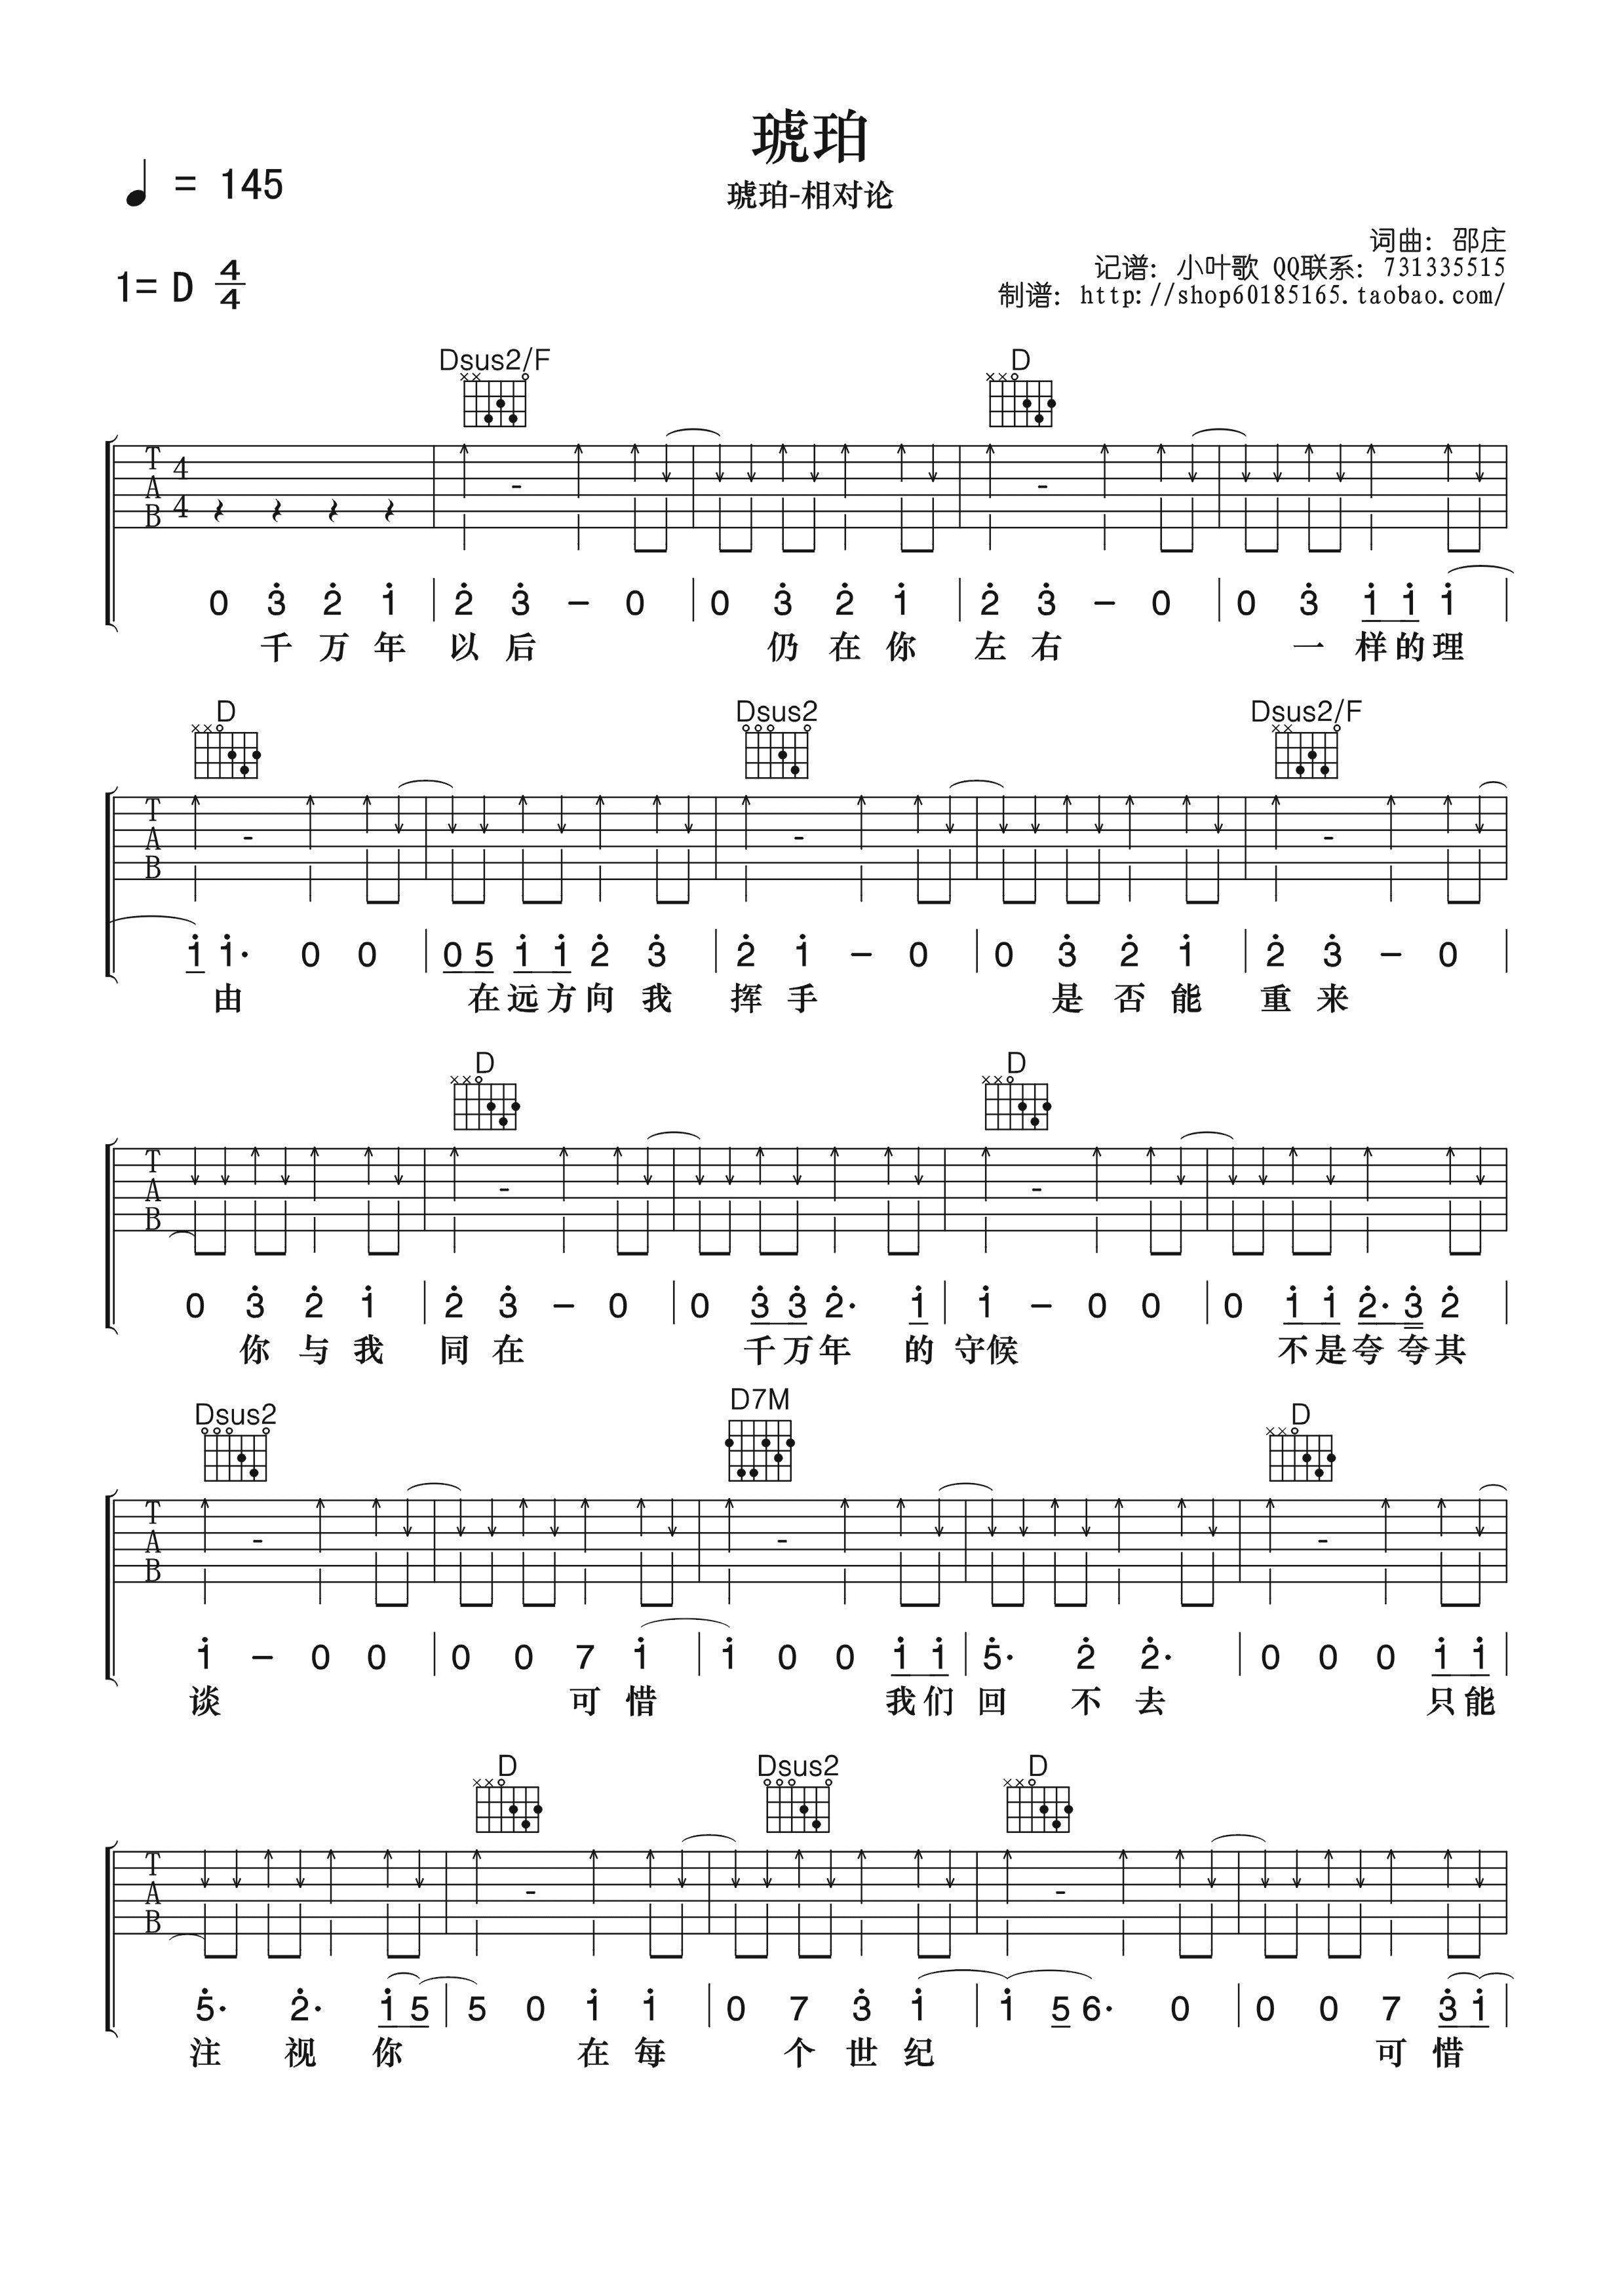 琥珀
琥珀-相对论
♩ = 145
词曲: 邵庄
记谱: 小叶歌 QQ联系: 731335515
制谱: http://shop60185165.taobao.com/
1= D 4/4
Dsus2/F D
T A B 4 4
0 3 2 1 | 2 3 - 0 | 0 3 2 1 | 2 3 - 0 | 0 3 1 1 1 |
千 万 年 以 后 仍 在 你 左 右 一 样 的 理
D Dsus2 Dsus2/F
T A B
1 1· 0 0 | 0 5 1 1 2 3 | 2 1 - 0 | 0 3 2 1 | 2 3 - 0 |
由 在 远 方 向 我 挥 手 是 否 能 重 来
D D
T A B
0 3 2 1 | 2 3 - 0 | 0 3 3 2· 1 | 1 - 0 0 | 0 1 1 2· 3 2 |
你 与 我 同 在 千 万 年 的 守候 不 是 夸 夸 其
Dsus2 D7M D
T A B
1 - 0 0 | 0 0 7 1 | 1 0 0 1 1 | 5· 2 2· | 0 0 0 1 1 |
谈 可 惜 我 们 回 不 去 只 能
D Dsus2 D
T A B
5· 2· 1 5 | 5 0 1 1 | 0 7 3 1 | 1 5 6· 0 | 0 0 7 3 1 |
注 视 你 在 每 个 世 纪 可 惜